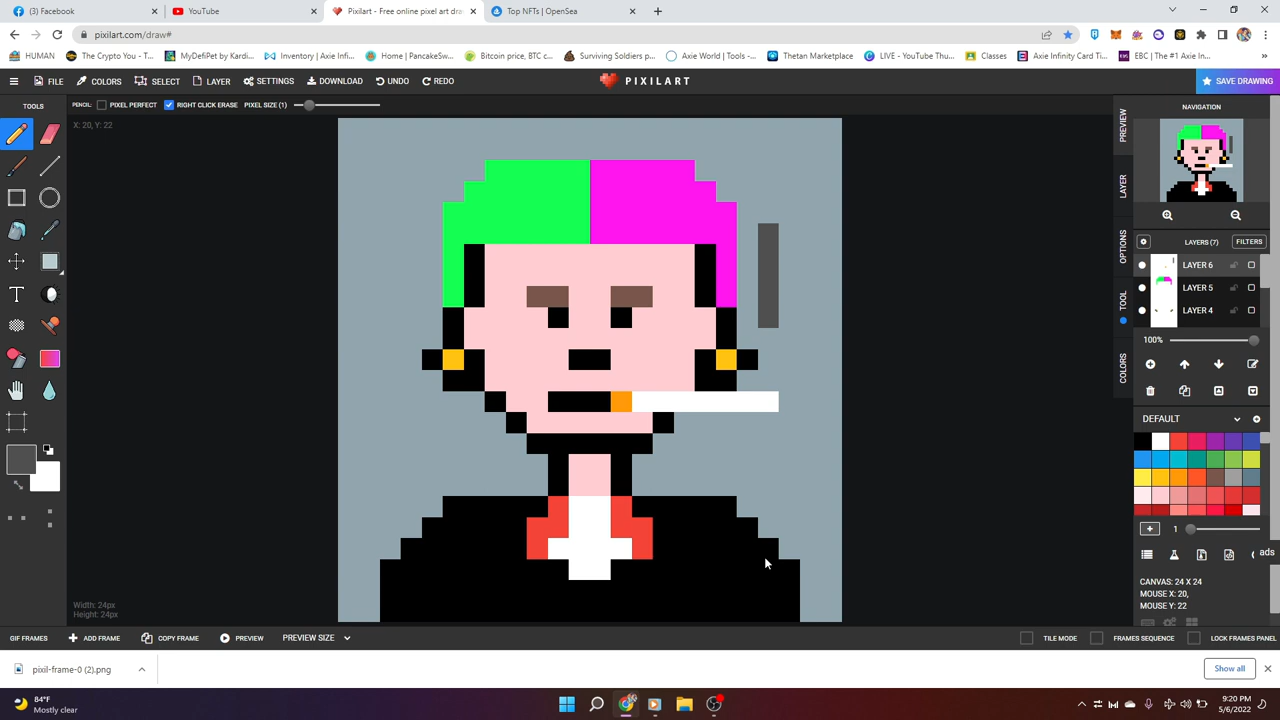 (3) Facebook
YouTube
Pixilart - Free online pixel art dra
Top NFTs | OpenSea
pixilart.com/draw#
HUMAN
The Crypto You - T...
MyDefiPet by Kardi...
Inventory | Axie Infi...
Home | PancakeSw...
Bitcoin price, BTC c...
Surviving Soldiers p...
Axie World | Tools -...
Thetan Marketplace
LIVE - YouTube Thu...
Classes
Axie Infinity Card Ti...
EBC | The #1 Axie In...
FILE
COLORS
SELECT
LAYER
SETTINGS
DOWNLOAD
UNDO
REDO
PIXILART
SAVE DRAWING
TOOLS
PENCIL:
PIXEL PERFECT
RIGHT CLICK ERASE
PIXEL SIZE (1)
NAVIGATION
X: 20, Y: 22
PREVIEW
LAYER
OPTIONS
TOOL
COLORS
LAYERS (7)
FILTERS
LAYER 6
LAYER 5
LAYER 4
100%
DEFAULT
1
ads
CANVAS: 24 X 24
MOUSE X: 20,
MOUSE Y: 22
Width: 24px
Height: 24px
GIF FRAMES
ADD FRAME
COPY FRAME
PREVIEW
PREVIEW SIZE
TILE MODE
FRAMES SEQUENCE
LOCK FRAMES PANEL
pixil-frame-0 (2).png
Show all
84°F
Mostly clear
9:20 PM
5/6/2022